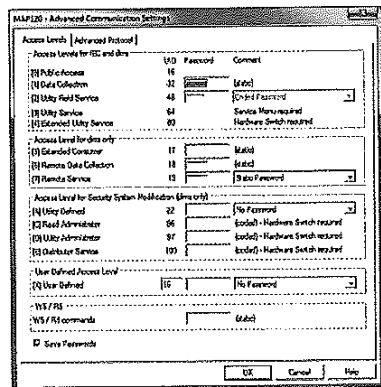 MAP120 - Advanced Communication Settings
Access Levels Advanced Protocol
Access Levels for IEC and dlms
UAD Password Comment
[0] Public Access 16
[1] Data Collection 32 (static)
[2] Utility Field Service 48 Coded Password
[3] Utility Service 64 Service Menu required
[4] Extended Utility Service 80 Hardware Switch required
Access Level for dlms only
Extended Consumer 17 (static)
[6] Remote Data Collection 18 (static)
[7] Remote Service 19 Static Password
Access Level for Security System Modification (dlms only)
Utility Defined 22 No Password
[C] Read Administrator 96 (coded) - Hardware Switch required
[D] Utility Administrator 97 (coded) - Hardware Switch required
Distributor Service 100 (coded) - Hardware Switch required
User Defined Access Level
User Defined 16 No Password
W5 / R5
W5 / R5 commands (static)
Save Passwords
OK Cancel Help